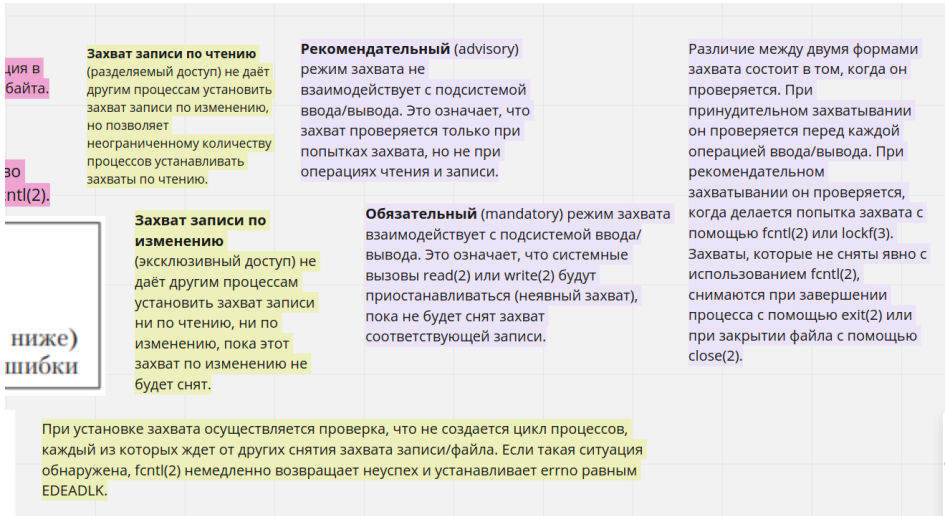 ция в
байта.
во
cntl(2).
ниже)
шибки
Захват записи по чтению
(разделяемый доступ) не даёт
другим процессам установить
захват записи по изменению,
но позволяет
неограниченному количеству
процессов устанавливать
захваты по чтению.
Рекомендательный (advisory)
режим захвата не
взаимодействует с подсистемой
ввода/вывода. Это означает, что
захват проверяется только при
попытках захвата, но не при
операциях чтения и записи.
Захват записи по
изменению
(эксклюзивный доступ) не
даёт другим процессам
установить захват записи
ни по чтению, ни по
изменению, пока этот
захват по изменению не
будет снят.
Обязательный (mandatory) режим захвата
взаимодействует с подсистемой ввода/
вывода. Это означает, что системные
вызовы read(2) или write(2) будут
приостанавливаться (неявный захват),
пока не будет снят захват
соответствующей записи.
Различие между двумя формами
захвата состоит в том, когда он
проверяется. При
принудительном захватывании
он проверяется перед каждой
операцией ввода/вывода. При
рекомендательном
захватывании он проверяется,
когда делается попытка захвата с
помощью fcntl(2) или lockf(3).
Захваты, которые не сняты явно с
использованием fcntl(2),
снимаются при завершении
процесса с помощью exit(2) или
при закрытии файла с помощью
close(2).
При установке захвата осуществляется проверка, что не создается цикл процессов,
каждый из которых ждет от других снятия захвата записи/файла. Если такая ситуация
обнаружена, fcntl(2) немедленно возвращает неуспех и устанавливает errno равным
EDEADLK.